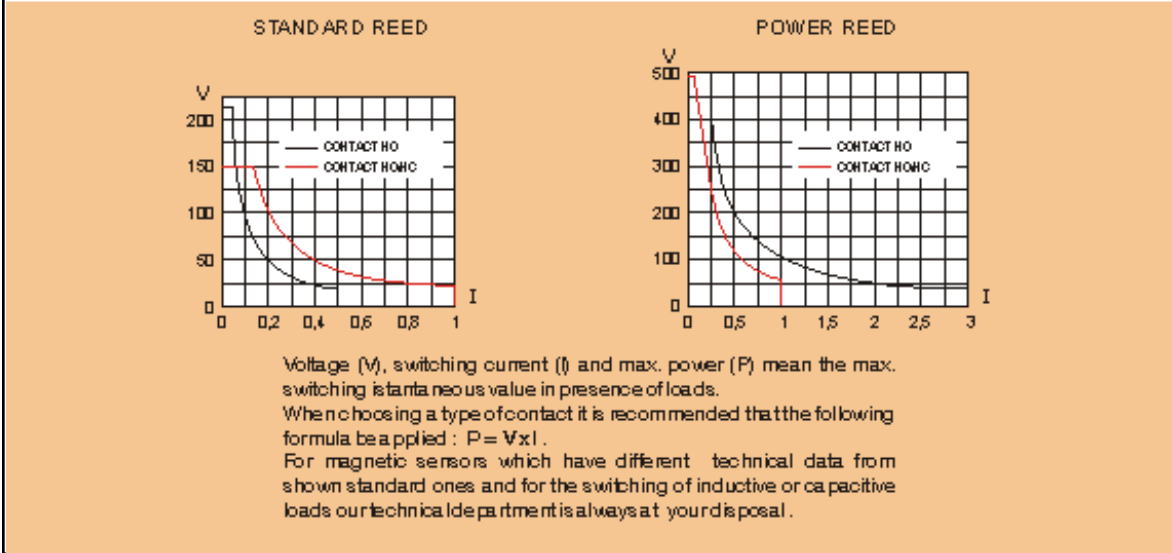 STANDARD REED
V
200
150
100
50
0
CONTACT NO
CONTACT NO/NC
0 0,2 0,4 0,6 0,8 1
I
POWER REED
V
500
400
300
200
100
0
CONTACT NO
CONTACT NO/NC
0 0,5 1 1,5 2 2,5 3
I
Voltage (V), switching current (I) and max. power (P) mean the max.
switching istantaneous value in presence of loads.
When choosing a type of contact it is recommended that the following
formula be applied : P = V x I .
For magnetic sensors which have different technical data from
shown standard ones and for the switching of inductive or capacitive
loads our technical department is always at your disposal .